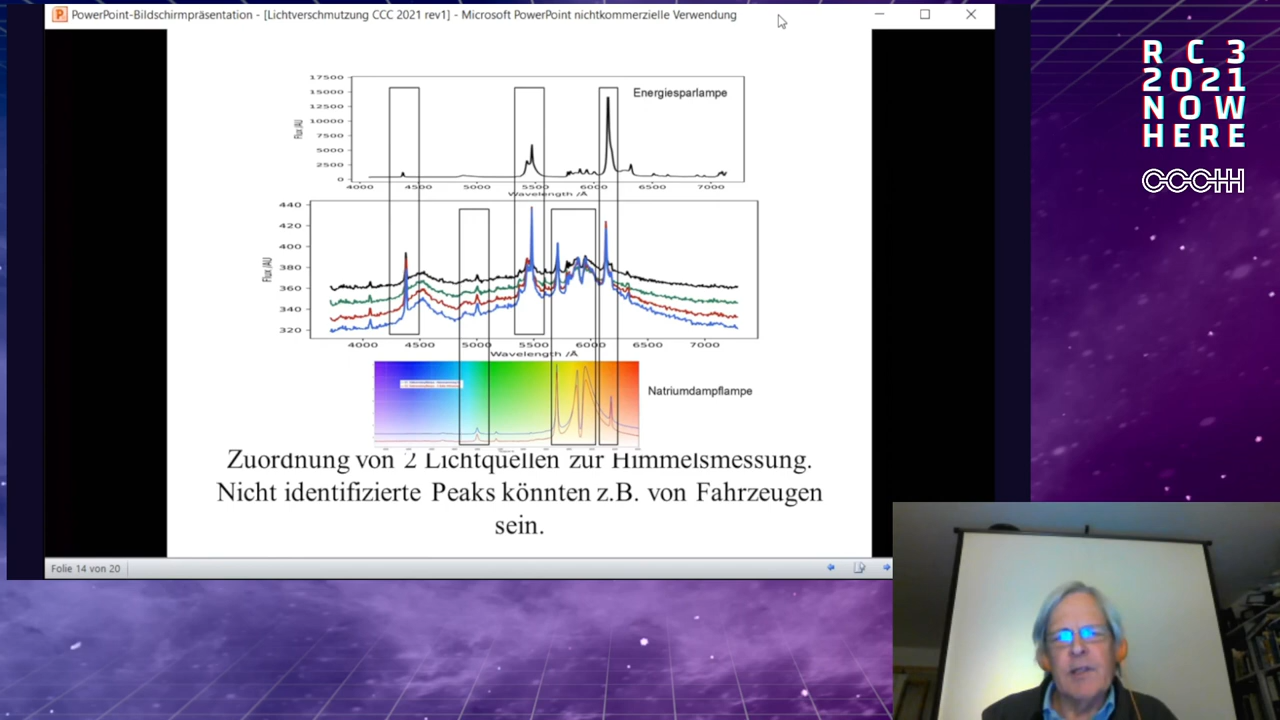 PowerPoint-Bildschirmpräsentation - [Lichtverschmutzung CCC 2021 rev1] - Microsoft PowerPoint nichtkommerzielle Verwendung
RC3
2021
NOW
HERE
CCCHH
17500
15000
12500
10000
7500
5000
2500
0
Flux /AU
Energiesparlampe
4000 4500 5000 5500 6000 6500 7000
Wavelength /Å
440
420
400
380
360
340
320
Flux /AU
4000 4500 5000 5500 6000 6500 7000
Wavelength /Å
Natriumdampflampe
Zuordnung von 2 Lichtquellen zur Himmelsmessung.
Nicht identifizierte Peaks könnten z.B. von Fahrzeugen
sein.
Folie 14 von 20